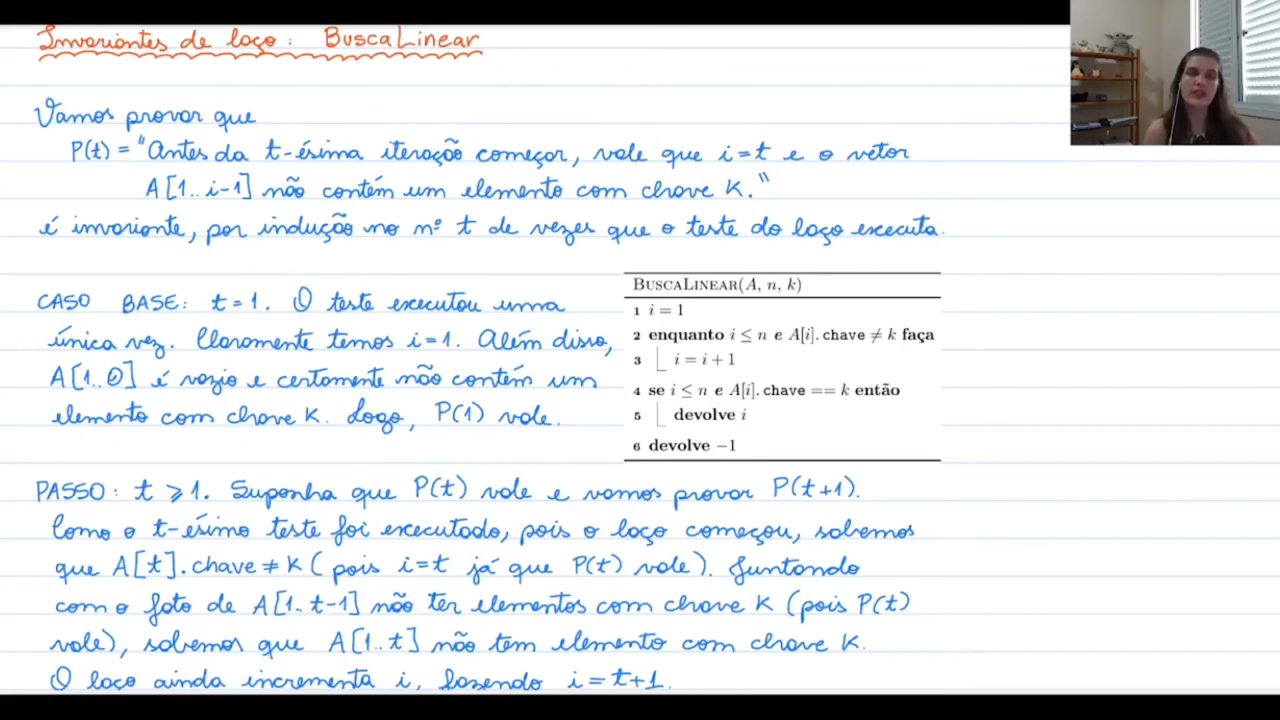 Invariantes de laço: BuscaLinear
Vamos provar que
P(t) = "Antes da t-ésima iteração começar, vale que i=t e o vetor
A[1..i-1] não contém um elemento com chave K."
é invariante, por indução no nº t de vezes que o teste do laço executa.
CASO BASE: t=1. O teste executou uma
única vez. Claramente temos i=1. Além disso,
A[1..0] é vazio e certamente não contém um
elemento com chave K. Logo, P(1) vale.
BUSCALINEAR(A, n, k)
1 i = 1
2 enquanto i ≤ n e A[i].chave ≠ k faça
3 i = i + 1
4 se i ≤ n e A[i].chave == k então
5 devolve i
6 devolve −1
PASSO: t ⩾ 1. Suponha que P(t) vale e vamos provar P(t+1).
Como o t-ésimo teste foi executado, pois o laço começou, sabemos
que A[t].chave ≠ K (pois i=t já que P(t) vale). Juntando
com o fato de A[1..t-1] não ter elementos com chave K (pois P(t)
vale), sabemos que A[1..t] não tem elemento com chave K.
O laço ainda incrementa i, fazendo i=t+1.